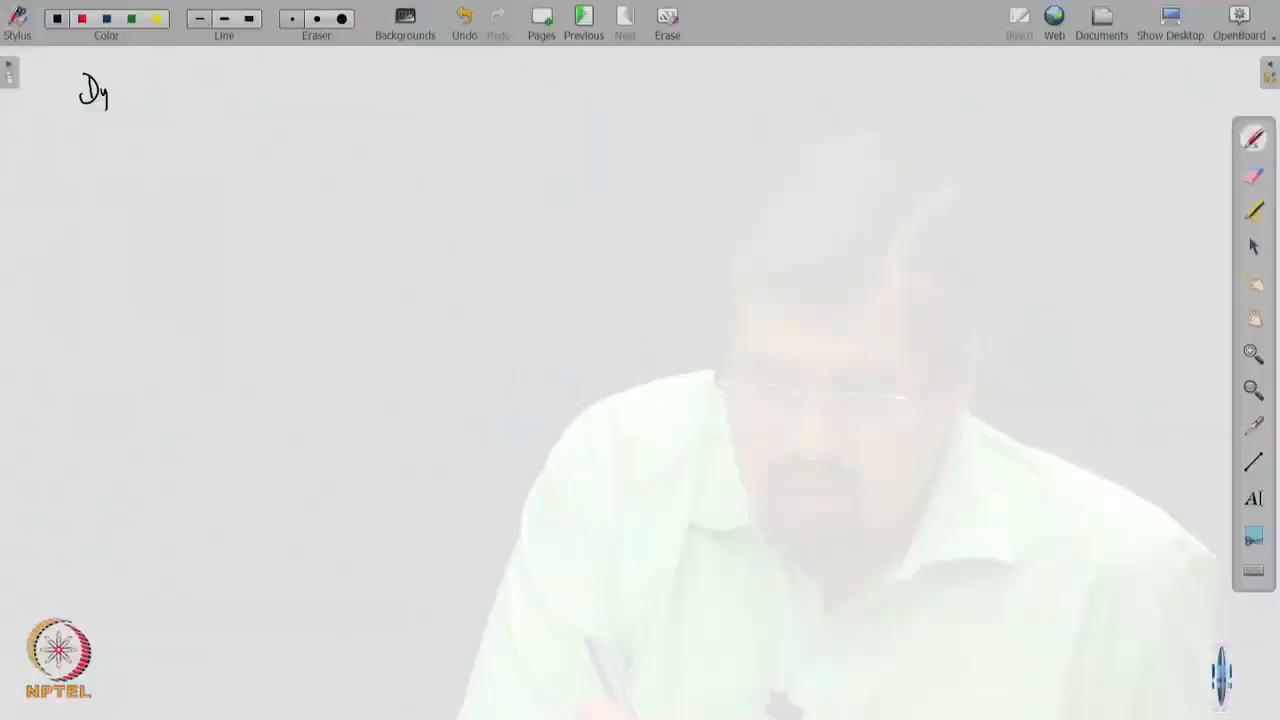 Stylus Color Line Eraser Backgrounds Undo Redo Pages Previous Next Erase Board Web Documents Show Desktop OpenBoard
Dy
AI
NPTEL